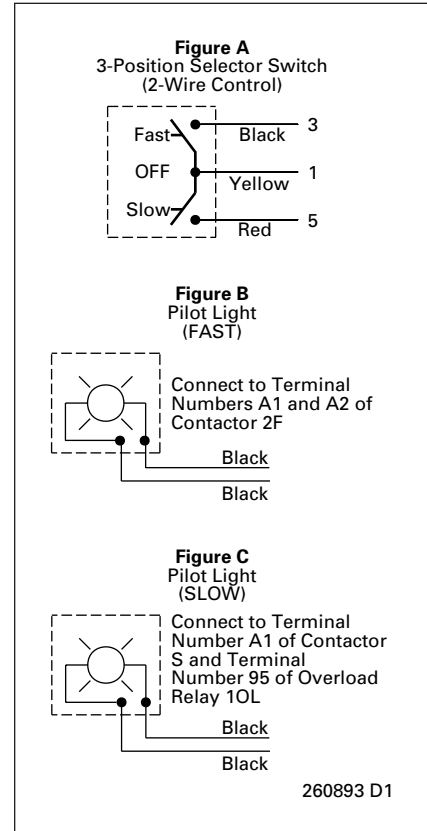 Figure A
3-Position Selector Switch
(2-Wire Control)
Fast
Black
3
OFF
Yellow
1
Slow
Red
5
Figure B
Pilot Light
(FAST)
Connect to Terminal
Numbers A1 and A2 of
Contactor 2F
Black
Black
Figure C
Pilot Light
(SLOW)
Connect to Terminal
Number A1 of Contactor
S and Terminal
Number 95 of Overload
Relay 1OL
Black
Black
260893 D1